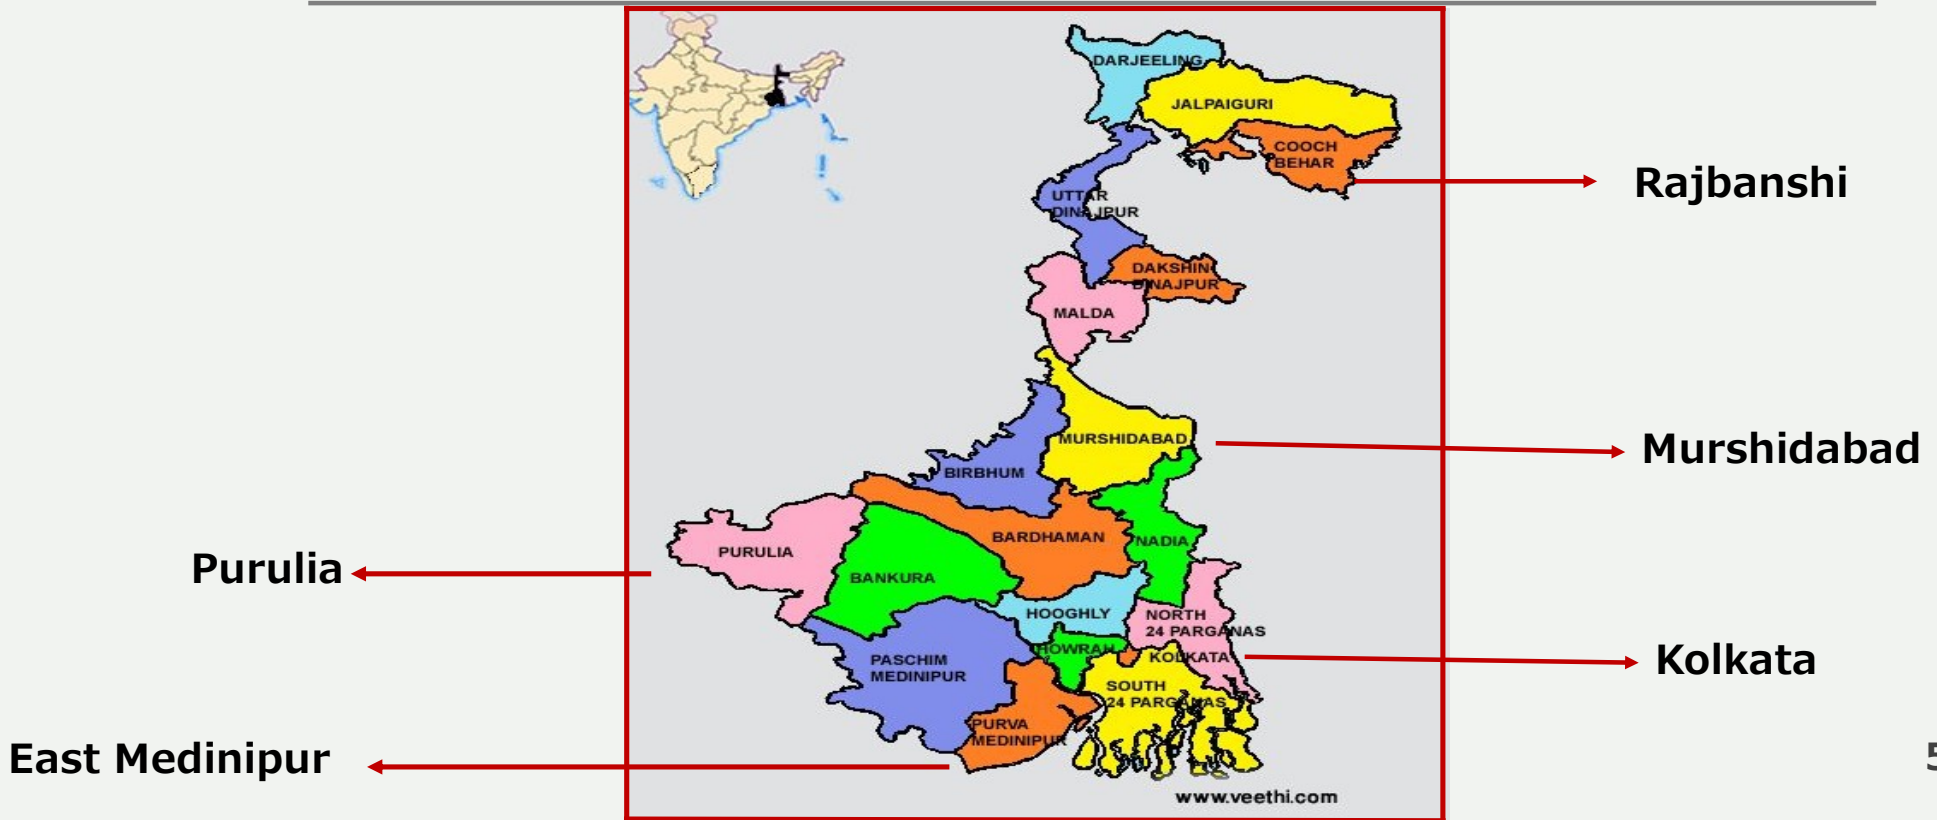 DARJEELING
JALPAIGURI
COOCH
BEHAR
Rajbanshi
UTTAR
DINAJPUR
DAKSHIN
DINAJPUR
MALDA
MURSHIDABAD
Murshidabad
BIRBHUM
BARDHAMAN
NADIA
PURULIA
Purulia
BANKURA
HOOGHLY
NORTH
24 PARGANAS
HOWRAH
KOLKATA
Kolkata
PASCHIM
MEDINIPUR
SOUTH
24 PARGANAS
PURVA
MEDINIPUR
East Medinipur
5
www.veethi.com